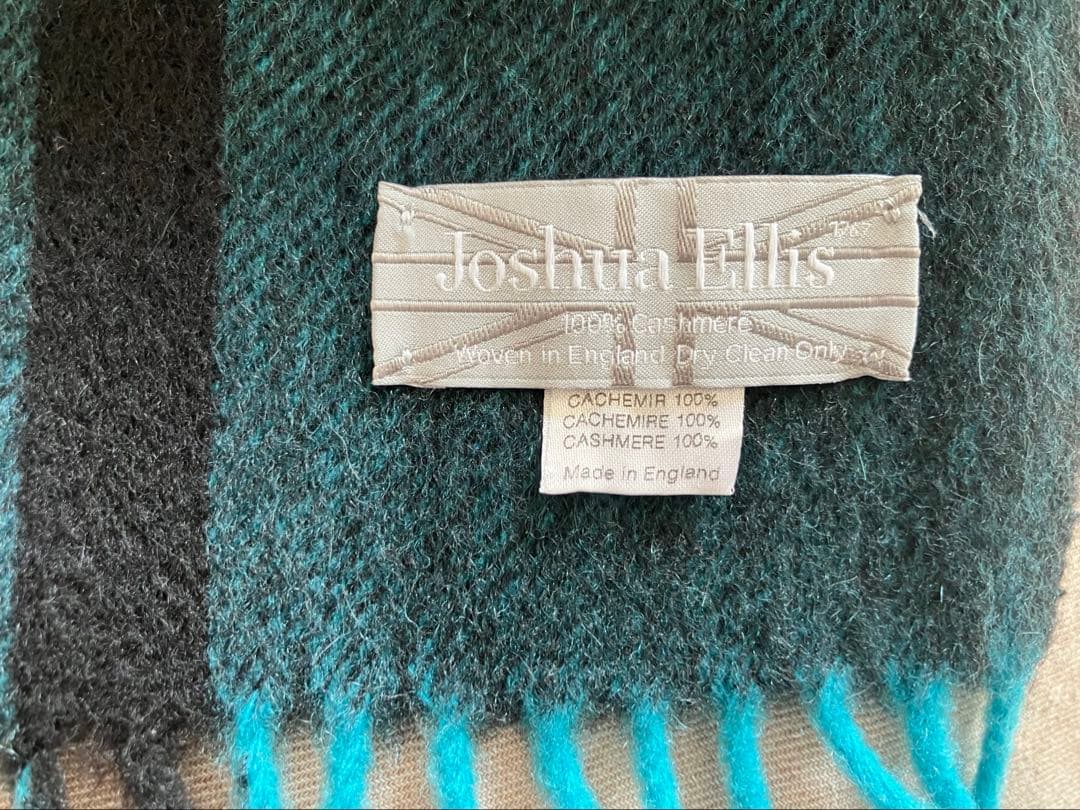 Joshua Ellis 1767
100% Cashmere
Woven in England Dry Clean Only
CACHEMIR 100%
CACHEMIRE 100%
CASHMERE 100%
Made in England